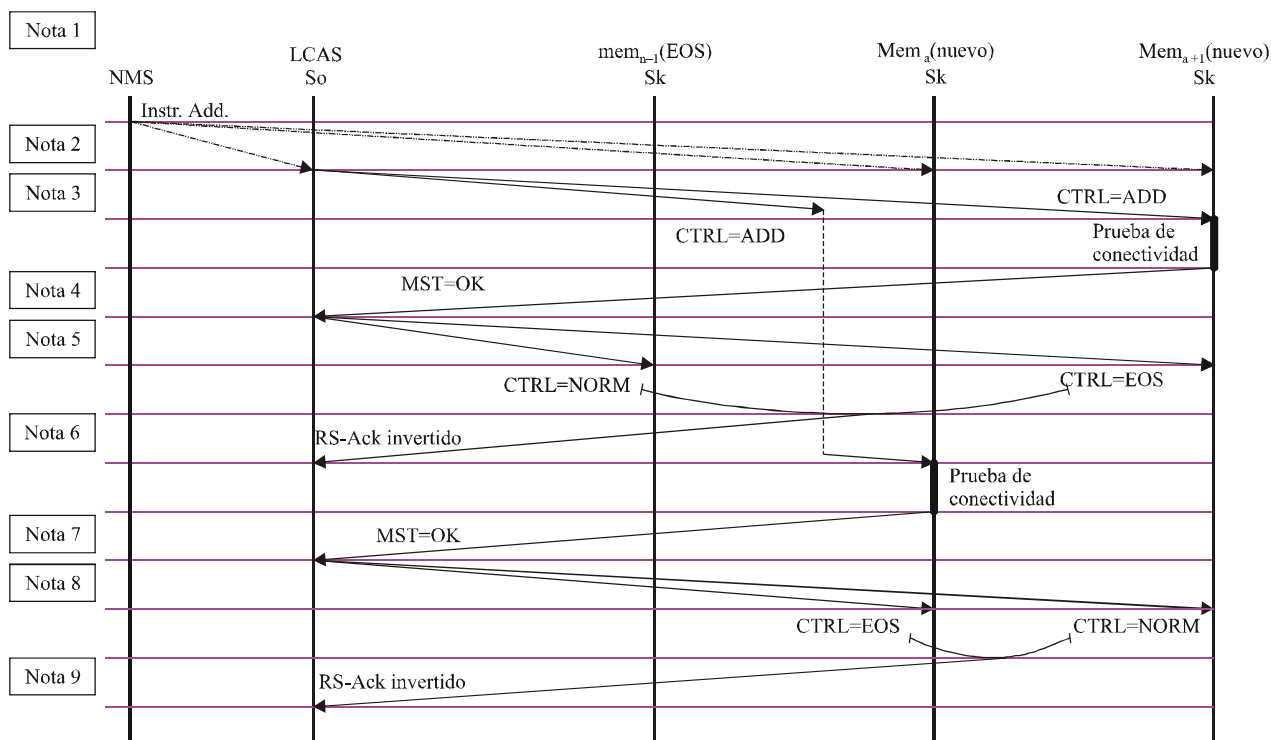 Nota 1
NMS
LCAS
So
mem n–1(EOS)
Sk
Mem a(nuevo)
Sk
Mem a+1(nuevo)
Sk
Instr. Add.
Nota 2
Nota 3
CTRL=ADD
CTRL=ADD
Prueba de
conectividad
Nota 4
MST=OK
Nota 5
CTRL=NORM
CTRL=EOS
Nota 6
RS-Ack invertido
Prueba de
conectividad
Nota 7
MST=OK
Nota 8
CTRL=EOS
CTRL=NORM
Nota 9
RS-Ack invertido